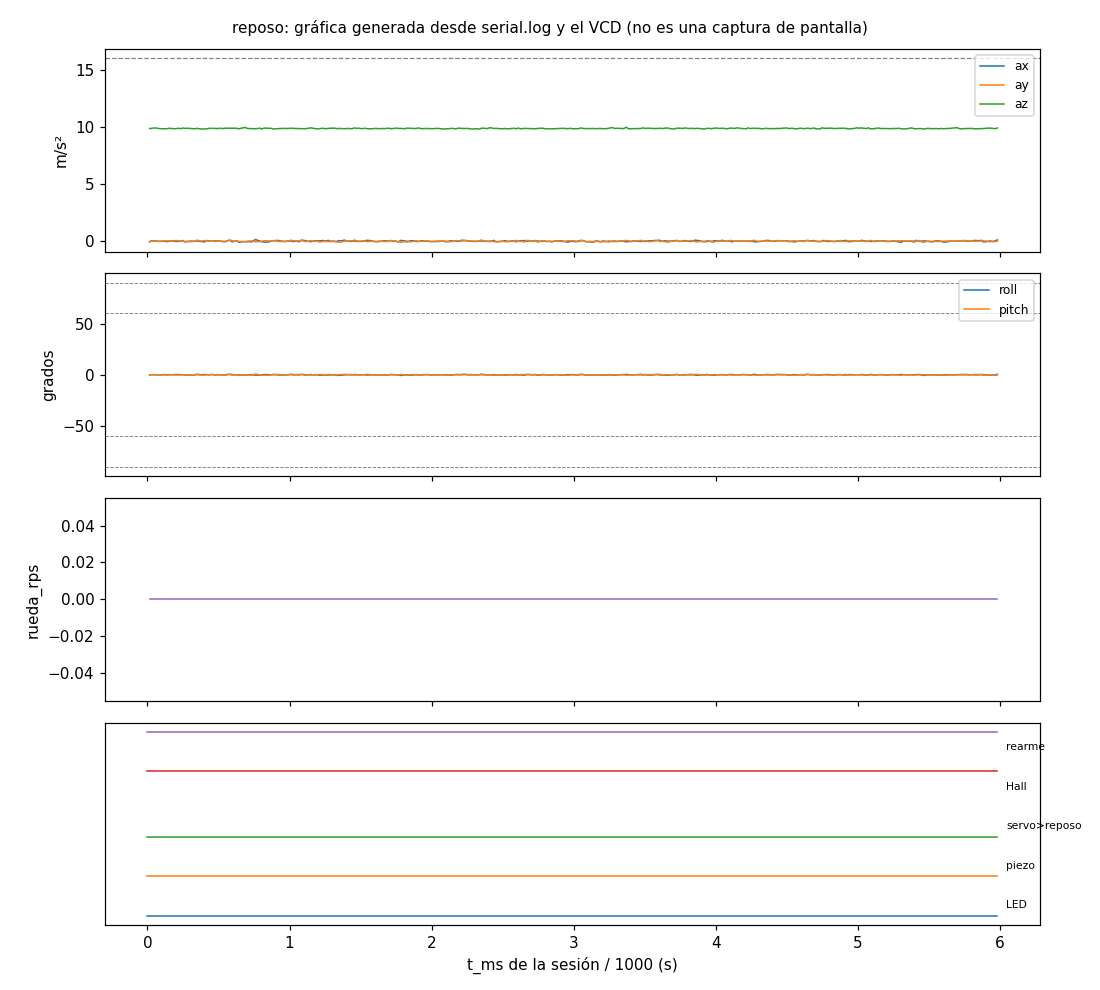 reposo: gráfica generada desde serial.log y el VCD (no es una captura de pantalla)
15
10
5
0
m/s²
ax
ay
az
50
0
−50
grados
roll
pitch
0.04
0.02
0.00
−0.02
−0.04
rueda_rps
rearme
Hall
servo>reposo
piezo
LED
0 1 2 3 4 5 6
t_ms de la sesión / 1000 (s)